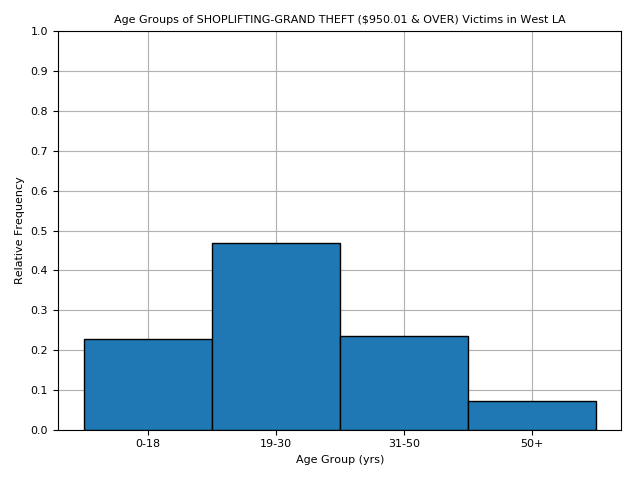 Age Groups of SHOPLIFTING-GRAND THEFT ($950.01 & OVER) Victims in West LA
1.0
0.9
0.8
0.7
0.6
0.5
0.4
0.3
0.2
0.1
0.0
Relative Frequency
0-18 19-30 31-50 50+
Age Group (yrs)